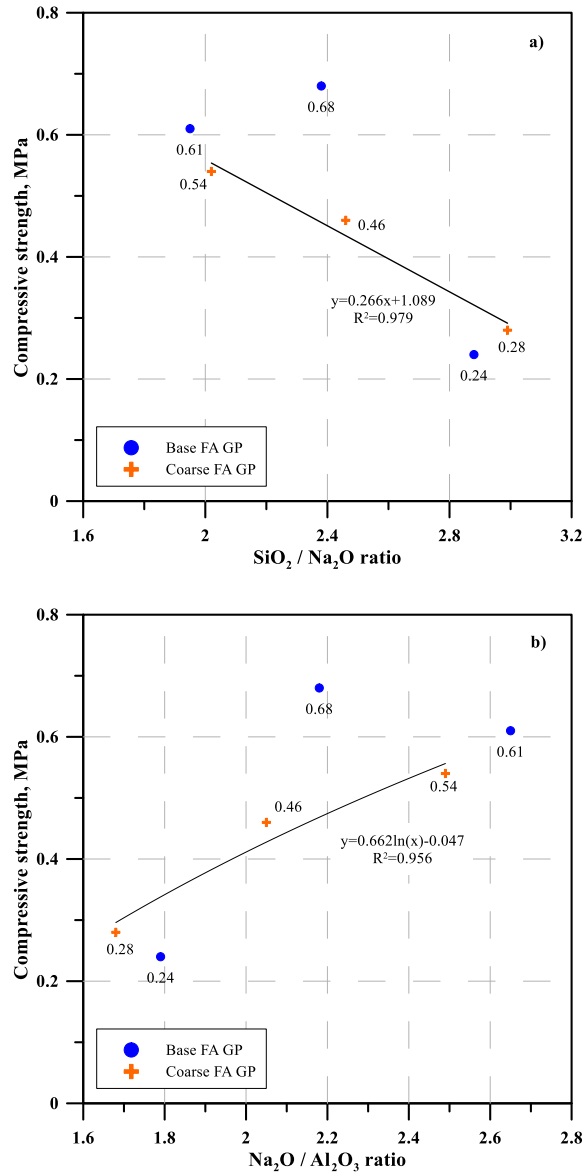 a)
0.8
0.6
0.4
0.2
0
Compressive strength, MPa
0.68
0.61
0.54
0.46
y=0.266x+1.089
R²=0.979
0.28
0.24
Base FA GP
Coarse FA GP
1.6 2 2.4 2.8 3.2
SiO₂ / Na₂O ratio
b)
0.8
0.6
0.4
0.2
0
Compressive strength, MPa
0.68
0.61
0.54
0.46
y=0.662ln(x)-0.047
R²=0.956
0.28
0.24
Base FA GP
Coarse FA GP
1.6 1.8 2 2.2 2.4 2.6 2.8
Na₂O / Al₂O₃ ratio